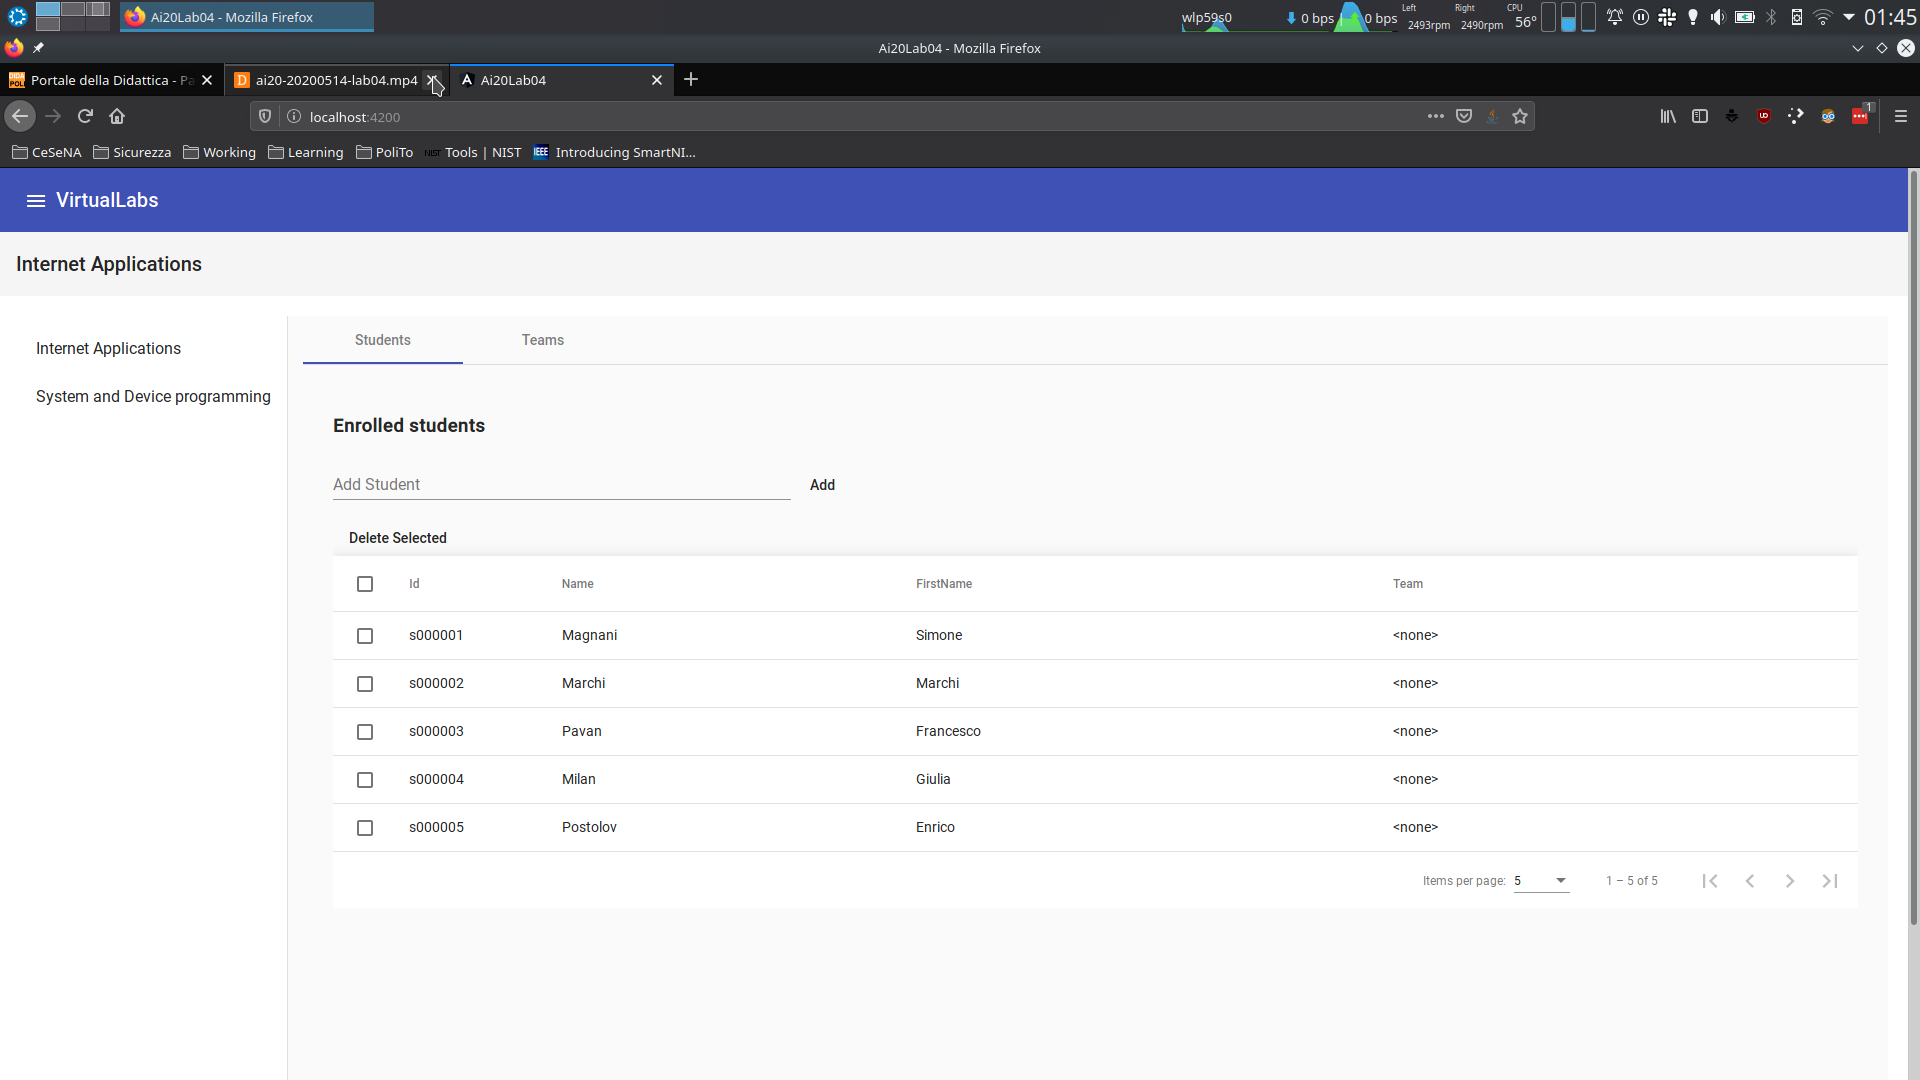 Ai20Lab04 - Mozilla Firefox
wlp59s0
0 bps
0 bps
Left
2493rpm
Right
2490rpm
CPU
56°
01:45
Ai20Lab04 - Mozilla Firefox
Portale della Didattica - Pa
ai20-20200514-lab04.mp4
Ai20Lab04
localhost:4200
1
CeSeNA
Sicurezza
Working
Learning
PoliTo
NIST
Tools | NIST
IEEE
Introducing SmartNI...
VirtualLabs
Internet Applications
Internet Applications
System and Device programming
Students
Teams
Enrolled students
Add Student
Add
Delete Selected
Id Name FirstName Team
s000001 Magnani Simone <none>
s000002 Marchi Marchi <none>
s000003 Pavan Francesco <none>
s000004 Milan Giulia <none>
s000005 Postolov Enrico <none>
Items per page: 5
1 – 5 of 5